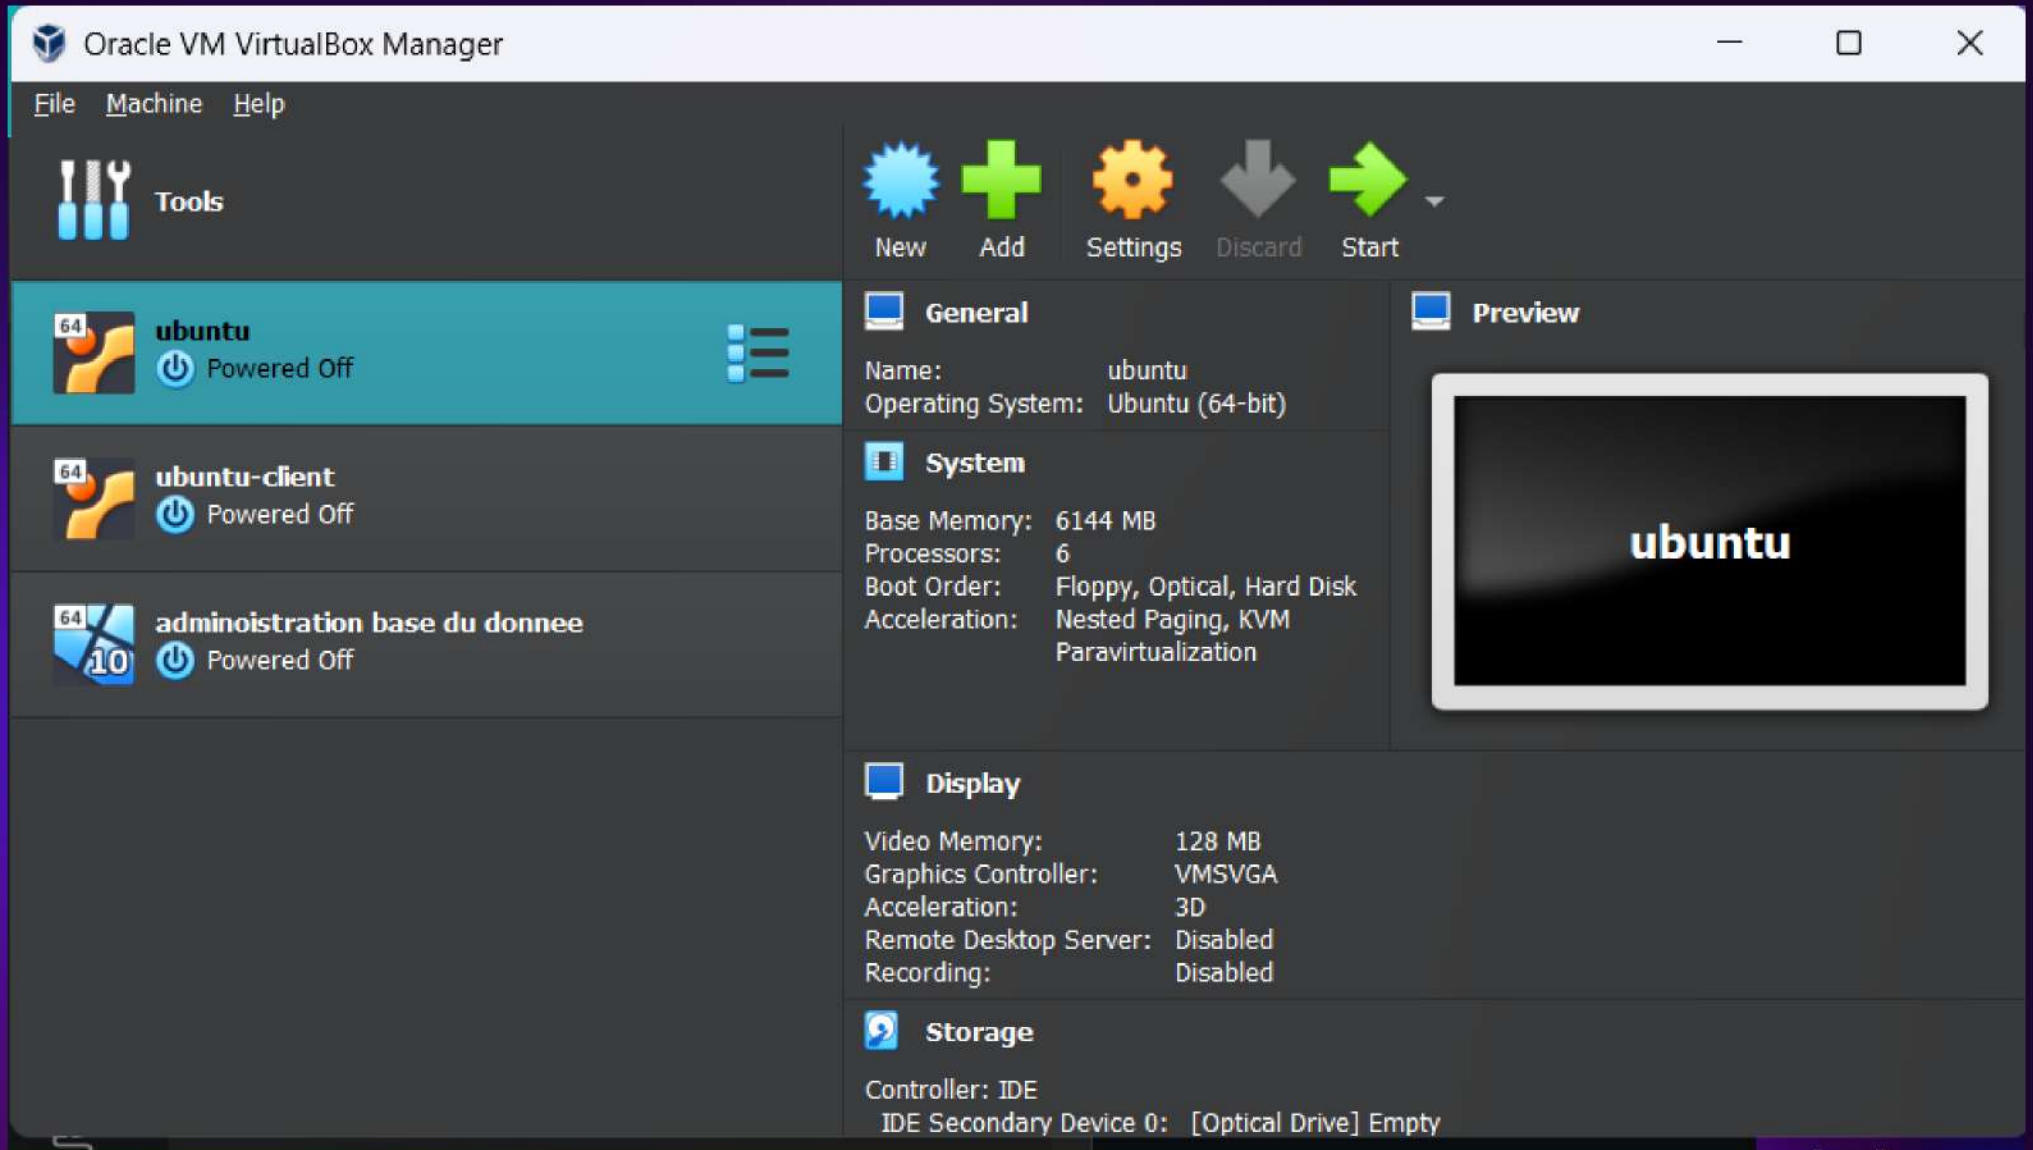 Oracle VM VirtualBox Manager
File Machine Help
Tools
New Add Settings Discard Start
64
ubuntu
Powered Off
64
ubuntu-client
Powered Off
64
10
adminoistration base du donnee
Powered Off
General
Name: ubuntu
Operating System: Ubuntu (64-bit)
System
Base Memory: 6144 MB
Processors: 6
Boot Order: Floppy, Optical, Hard Disk
Acceleration: Nested Paging, KVM
Paravirtualization
Preview
ubuntu
Display
Video Memory: 128 MB
Graphics Controller: VMSVGA
Acceleration: 3D
Remote Desktop Server: Disabled
Recording: Disabled
Storage
Controller: IDE
IDE Secondary Device 0: [Optical Drive] Empty